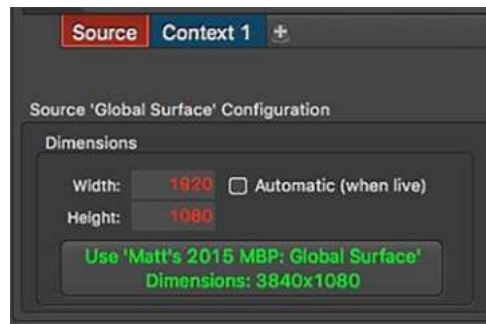 Source Context 1 +
Source 'Global Surface' Configuration
Dimensions
Width: 1920 Automatic (when live)
Height: 1080
Use 'Matt's 2015 MBP: Global Surface'
Dimensions: 3840x1080